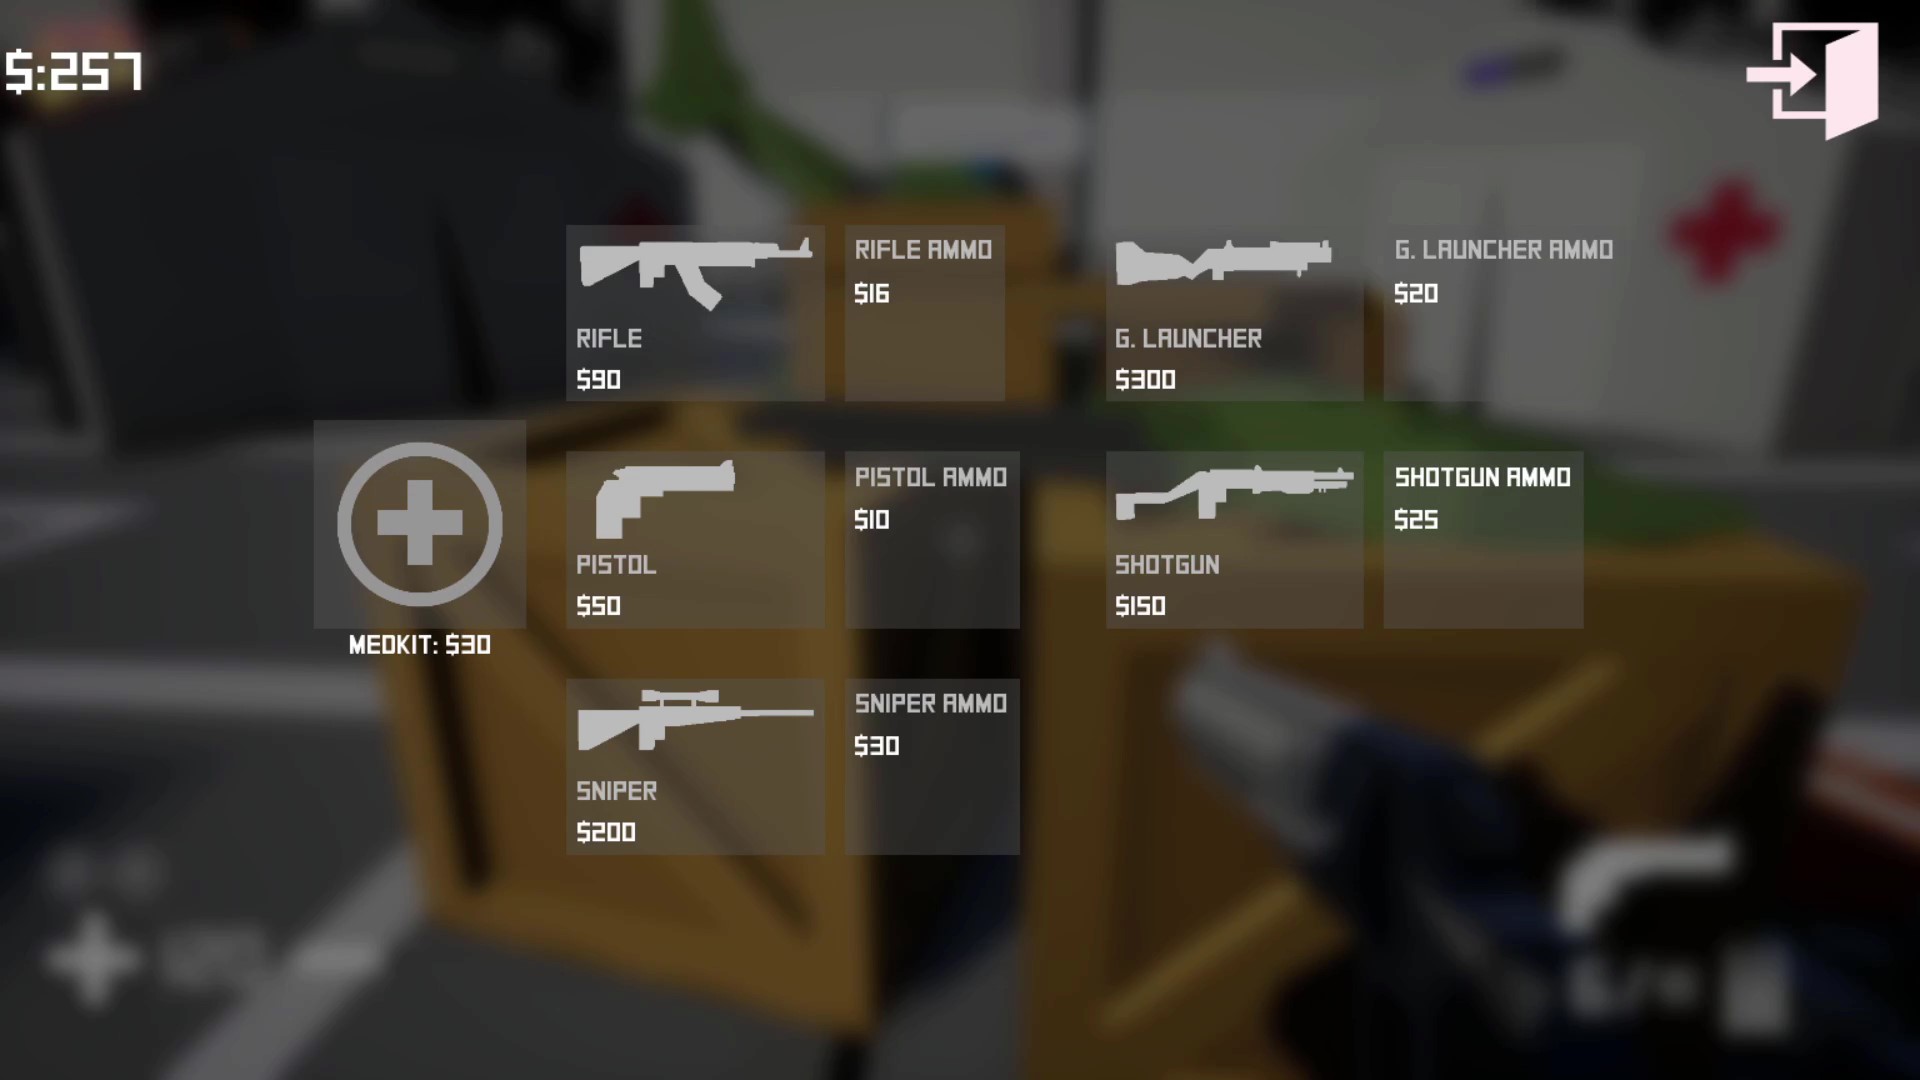 $:257
RIFLE
$90
RIFLE AMMO
$16
G. LAUNCHER
$300
G. LAUNCHER AMMO
$20
MEDKIT: $30
PISTOL
$50
PISTOL AMMO
$10
SHOTGUN
$150
SHOTGUN AMMO
$25
SNIPER
$200
SNIPER AMMO
$30